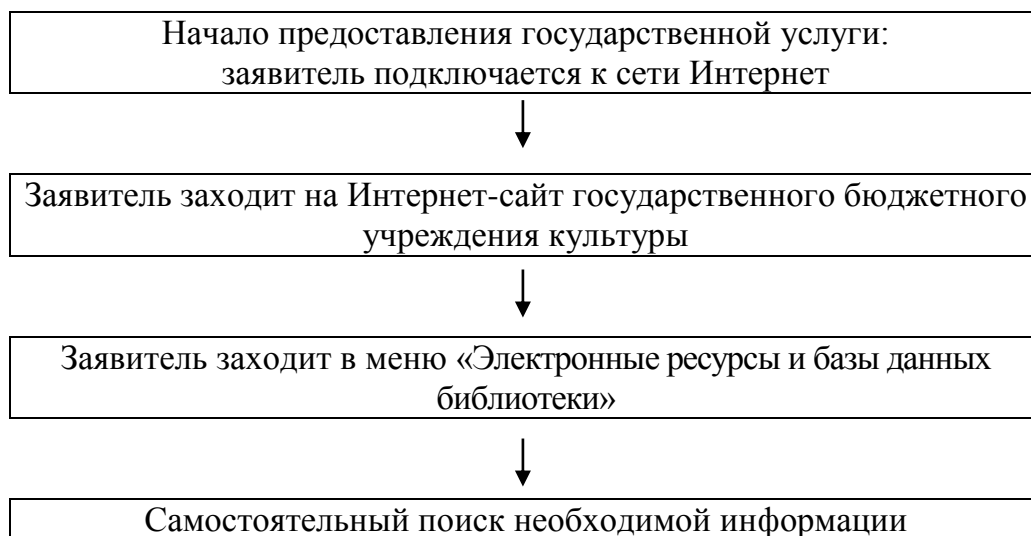 Начало предоставления государственной услуги:
заявитель подключается к сети Интернет
Заявитель заходит на Интернет-сайт государственного бюджетного
учреждения культуры
Заявитель заходит в меню «Электронные ресурсы и базы данных
библиотеки»
Самостоятельный поиск необходимой информации